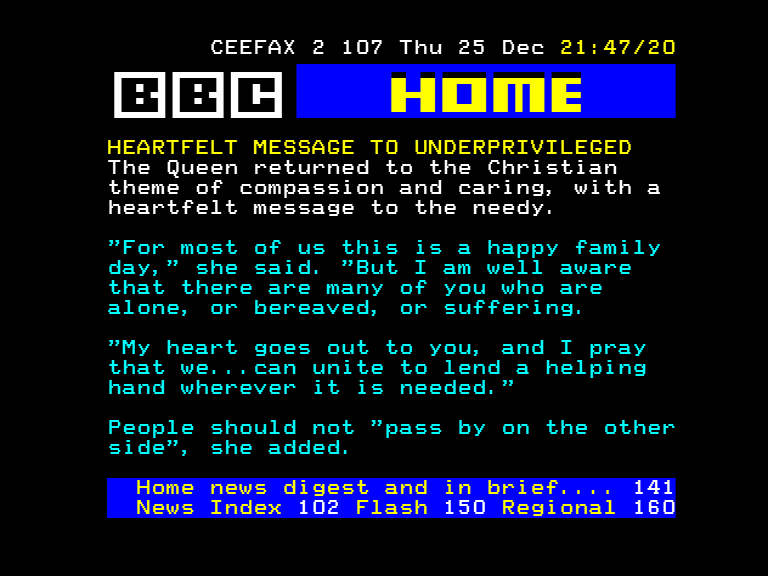 CEEFAX 2 107 Thu 25 Dec 21:47/20
BBC HOME
HEARTFELT MESSAGE TO UNDERPRIVILEGED
The Queen returned to the Christian
theme of compassion and caring, with a
heartfelt message to the needy.
"For most of us this is a happy family
day," she said. "But I am well aware
that there are many of you who are
alone, or bereaved, or suffering.
"My heart goes out to you, and I pray
that we...can unite to lend a helping
hand wherever it is needed."
People should not "pass by on the other
side", she added.
Home news digest and in brief.... 141
News Index 102 Flash 150 Regional 160